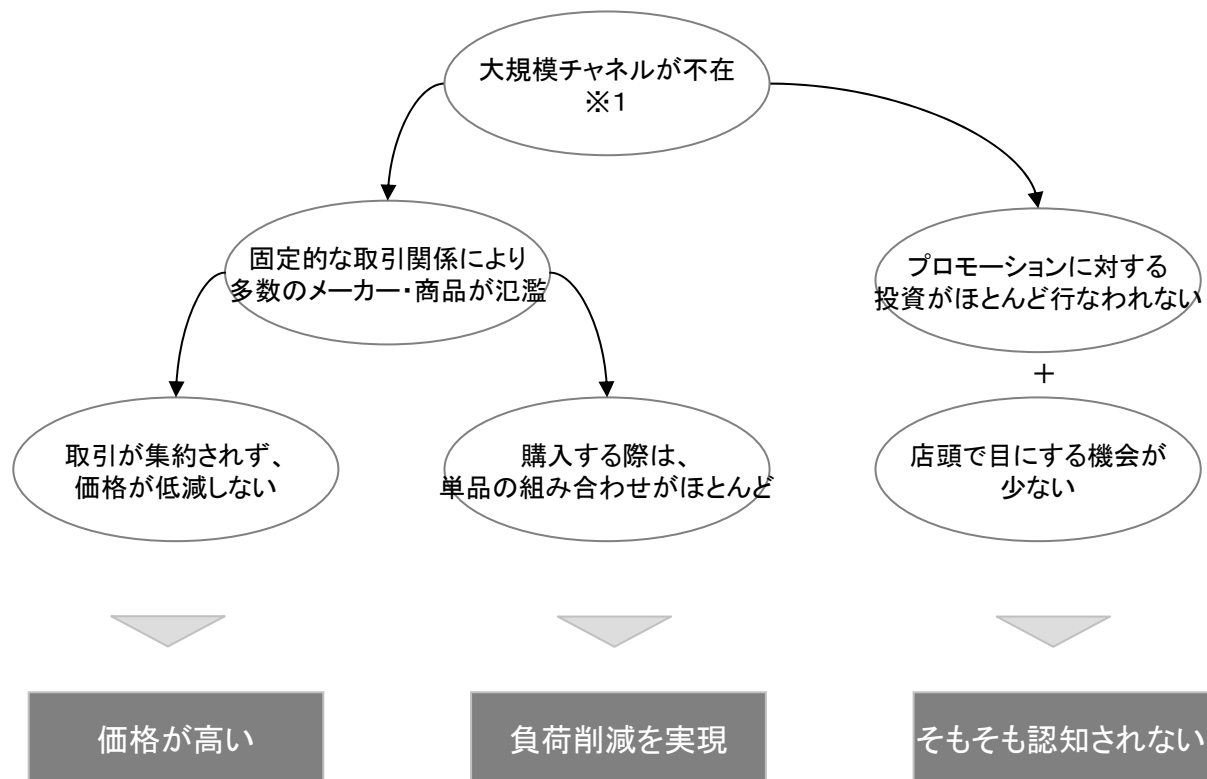 大規模チャネルが不在
※1
固定的な取引関係により
多数のメーカー・商品が氾濫
プロモーションに対する
投資がほとんど行なわれない
+
取引が集約されず、
価格が低減しない
購入する際は、
単品の組み合わせがほとんど
店頭で目にする機会が
少ない
価格が高い
負荷削減を実現
そもそも認知されない